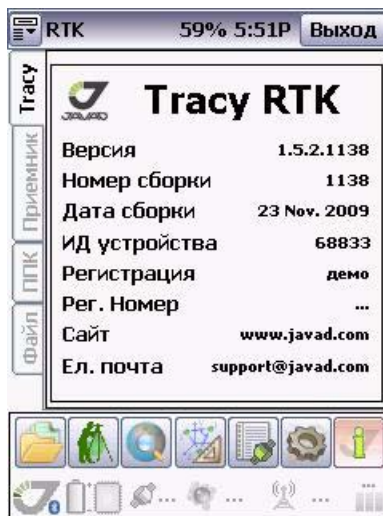 RTK 59% 5:51P Выход
Tracy
Приемник
ППК
Файл
JAVAD
Tracy RTK
Версия 1.5.2.1138
Номер сборки 1138
Дата сборки 23 Nov. 2009
ИД устройства 68833
Регистрация демо
Рег. Номер ...
Сайт www.javad.com
Ел. почта support@javad.com
... ... ...